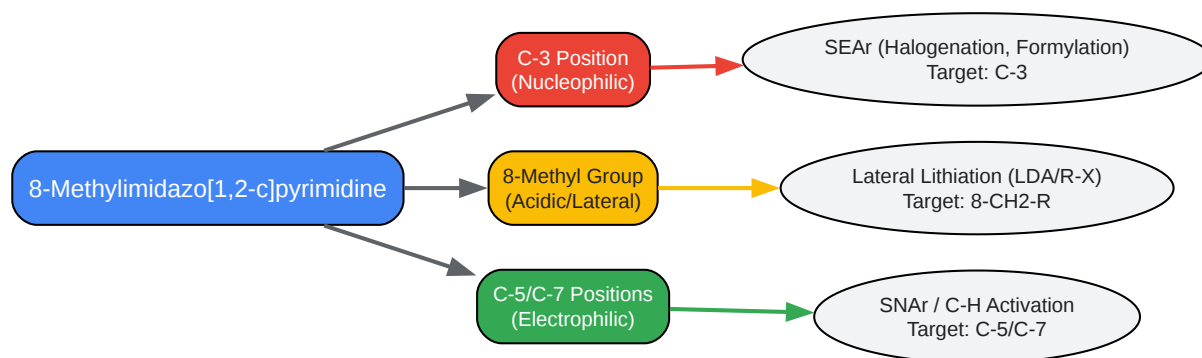 8-Methylimidazo[1,2-c]pyrimidine
C-3 Position
(Nucleophilic)
SEAr (Halogenation, Formylation)
Target: C-3
8-Methyl Group
(Acidic/Lateral)
Lateral Lithiation (LDA/R-X)
Target: 8-CH2-R
C-5/C-7 Positions
(Electrophilic)
SNAr / C-H Activation
Target: C-5/C-7